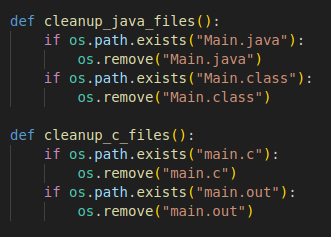 def cleanup_java_files():
    if os.path.exists("Main.java"):
        os.remove("Main.java")
    if os.path.exists("Main.class"):
        os.remove("Main.class")

def cleanup_c_files():
    if os.path.exists("main.c"):
        os.remove("main.c")
    if os.path.exists("main.out"):
        os.remove("main.out")